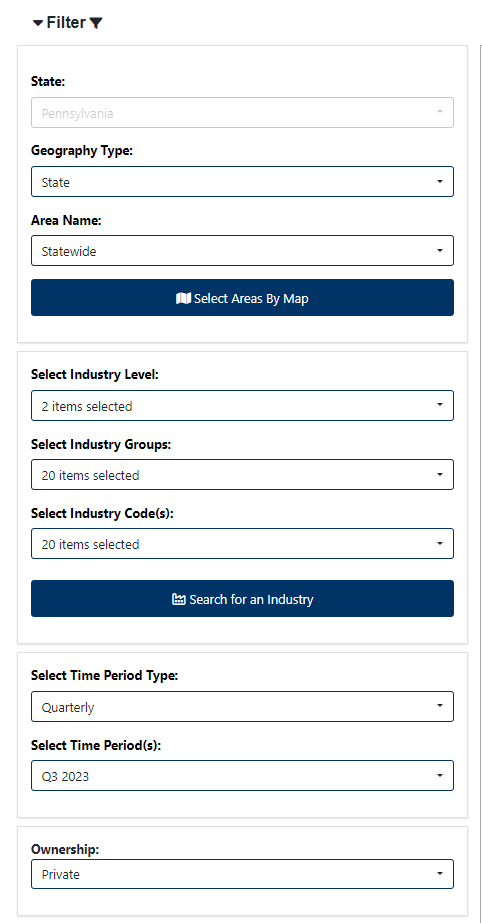 Filter
State:
Pennsylvania
Geography Type:
State
Area Name:
Statewide
Select Areas By Map
Select Industry Level:
2 items selected
Select Industry Groups:
20 items selected
Select Industry Code(s):
20 items selected
Search for an Industry
Select Time Period Type:
Quarterly
Select Time Period(s):
Q3 2023
Ownership:
Private